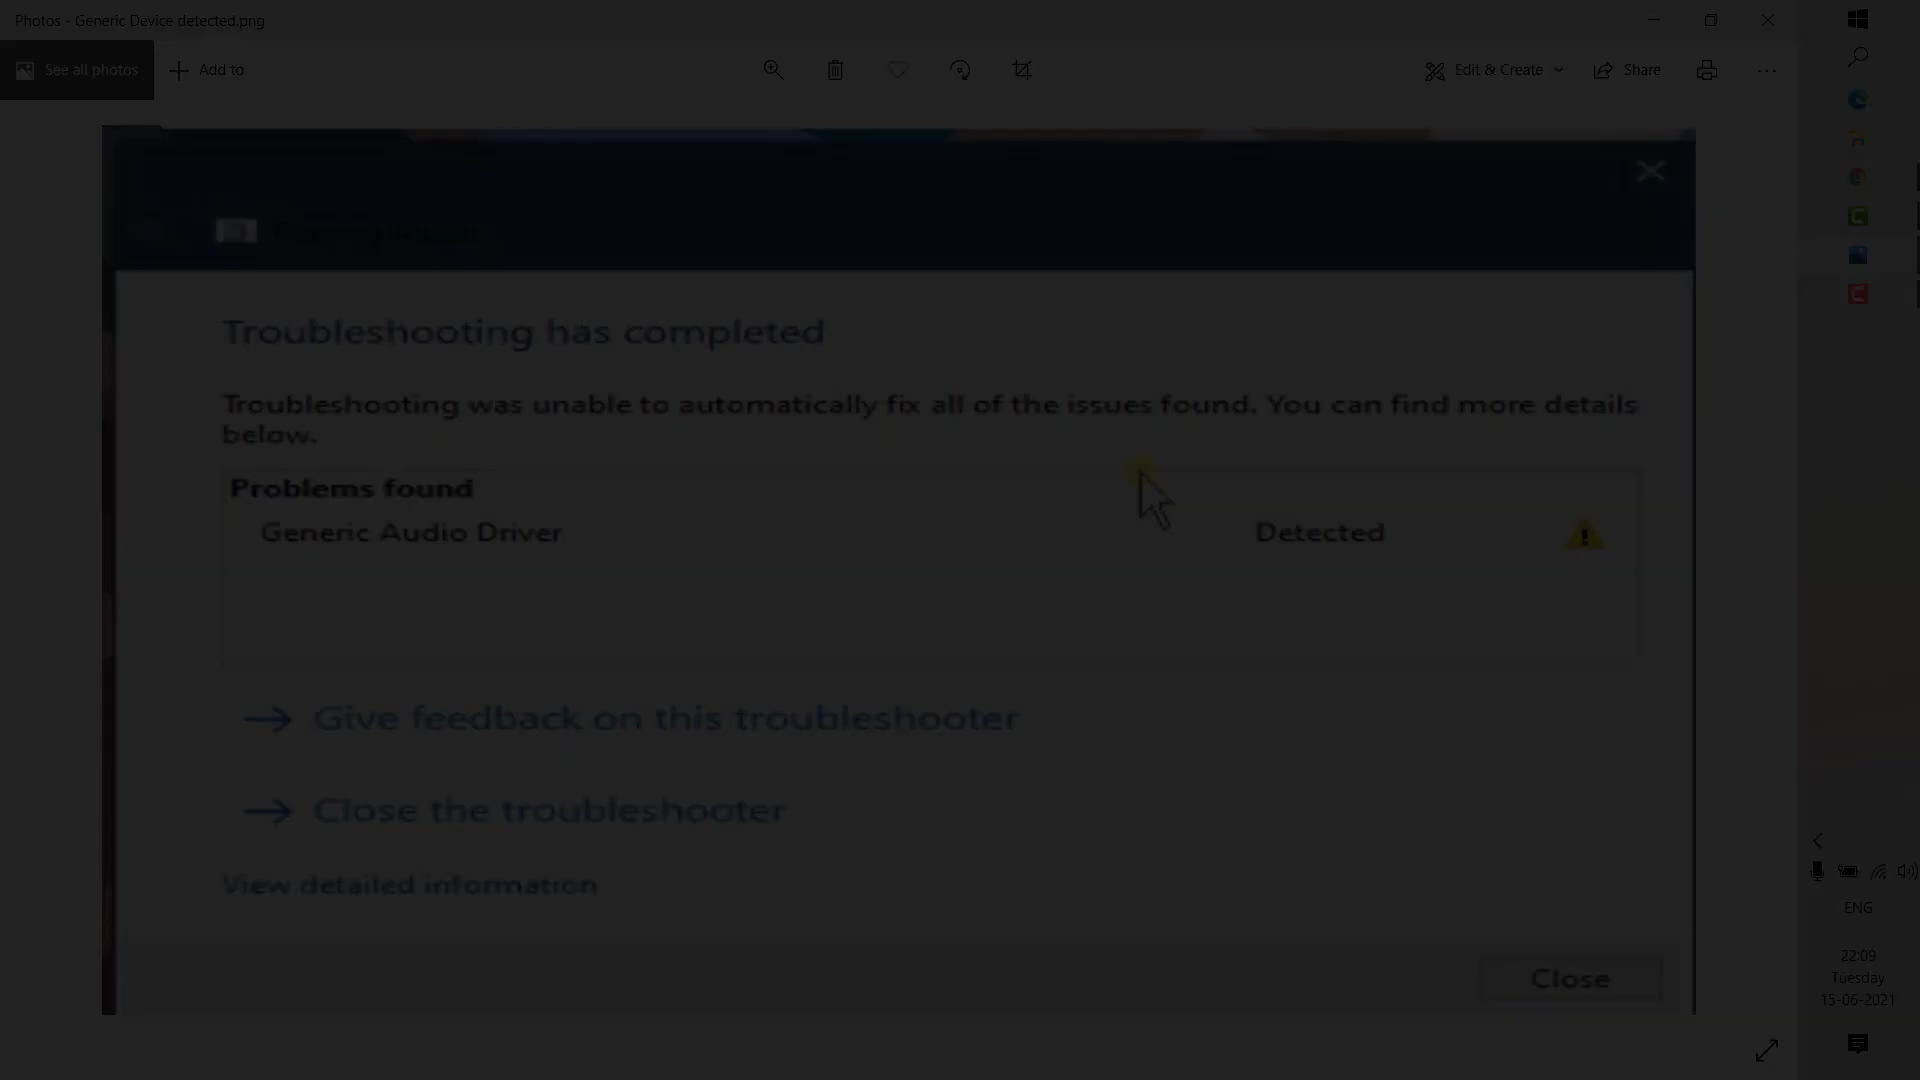 Photos - Generic Device detected.png
See all photos
Add to
Edit & Create
Share
Troubleshooting has completed
Troubleshooting was unable to automatically fix all of the issues found. You can find more details
below.
Problems found
Generic Audio Driver Detected
Give feedback on this troubleshooter
Close the troubleshooter
View detailed information
Close
ENG
22:09
Tuesday
15-06-2021